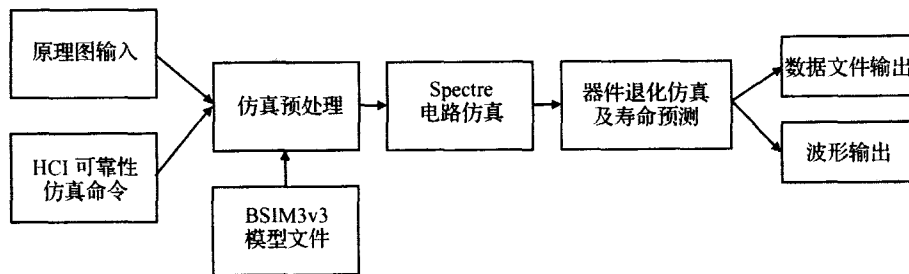 原理图输入
HCI 可靠性
仿真命令
仿真预处理
BSIM3v3
模型文件
Spectre
电路仿真
器件退化仿真
及寿命预测
数据文件输出
波形输出